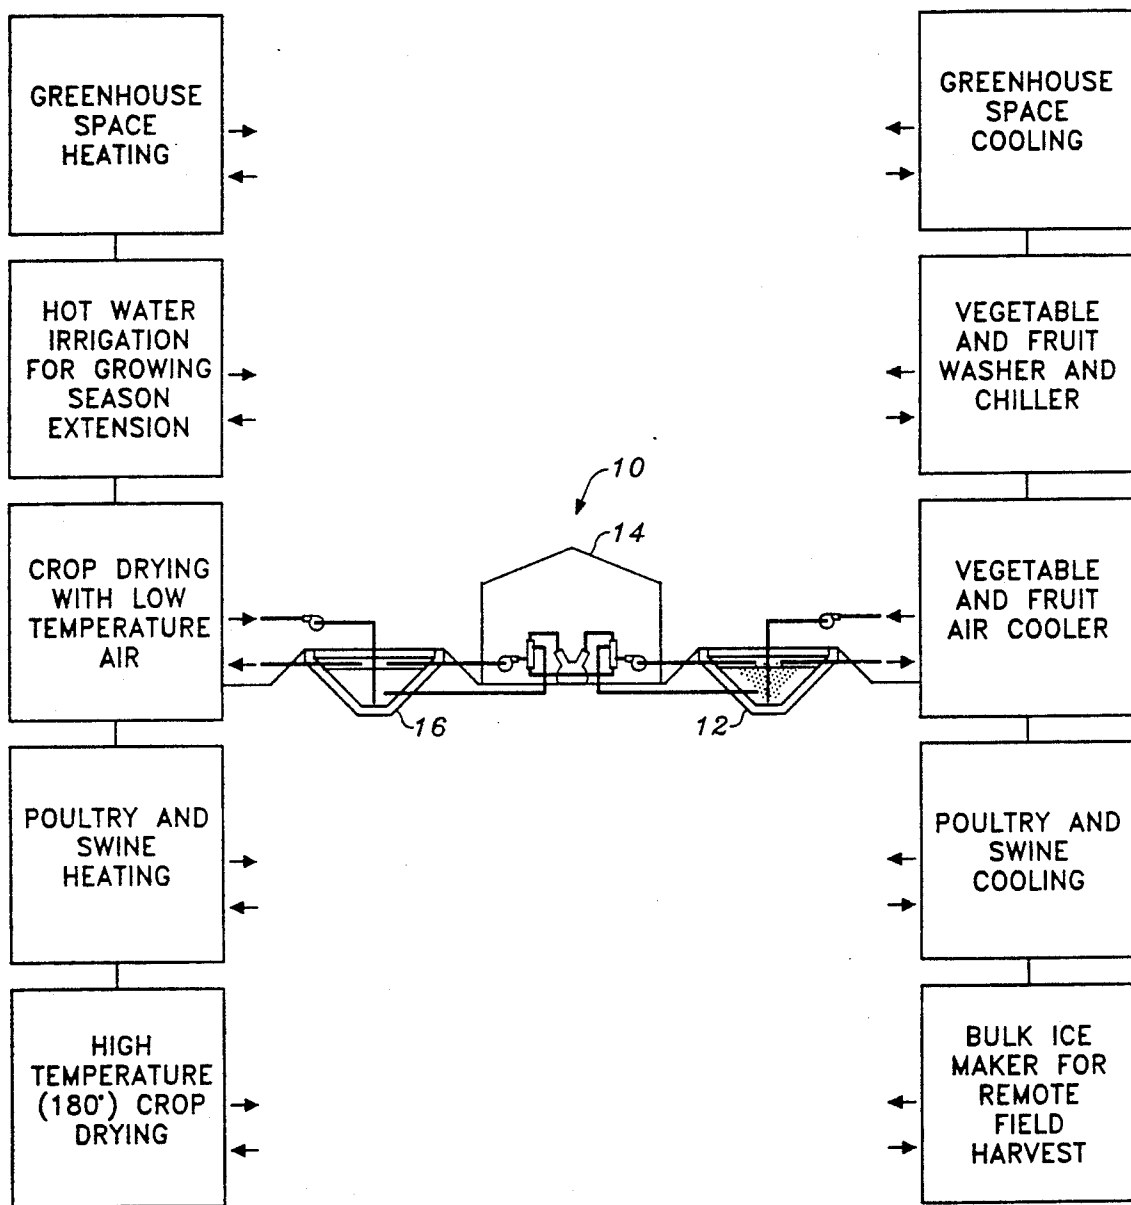 GREENHOUSE
SPACE
HEATING
HOT WATER
IRRIGATION
FOR GROWING
SEASON
EXTENSION
CROP DRYING
WITH LOW
TEMPERATURE
AIR
POULTRY AND
SWINE
HEATING
HIGH
TEMPERATURE
(180°) CROP
DRYING
10
14
16
12
GREENHOUSE
SPACE
COOLING
VEGETABLE
AND FRUIT
WASHER AND
CHILLER
VEGETABLE
AND FRUIT
AIR COOLER
POULTRY AND
SWINE
COOLING
BULK ICE
MAKER FOR
REMOTE
FIELD
HARVEST